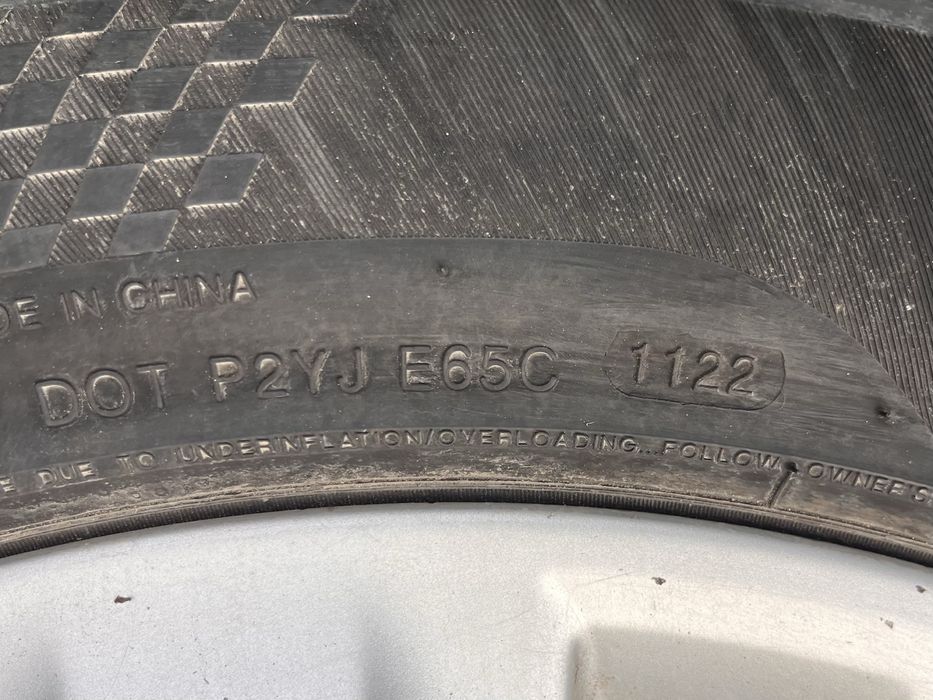 DE IN CHINA
DOT P2YJ E65C 1122
E DUE TO UNDERINFLATION/OVERLOADING...FOLLOW OWNER'S